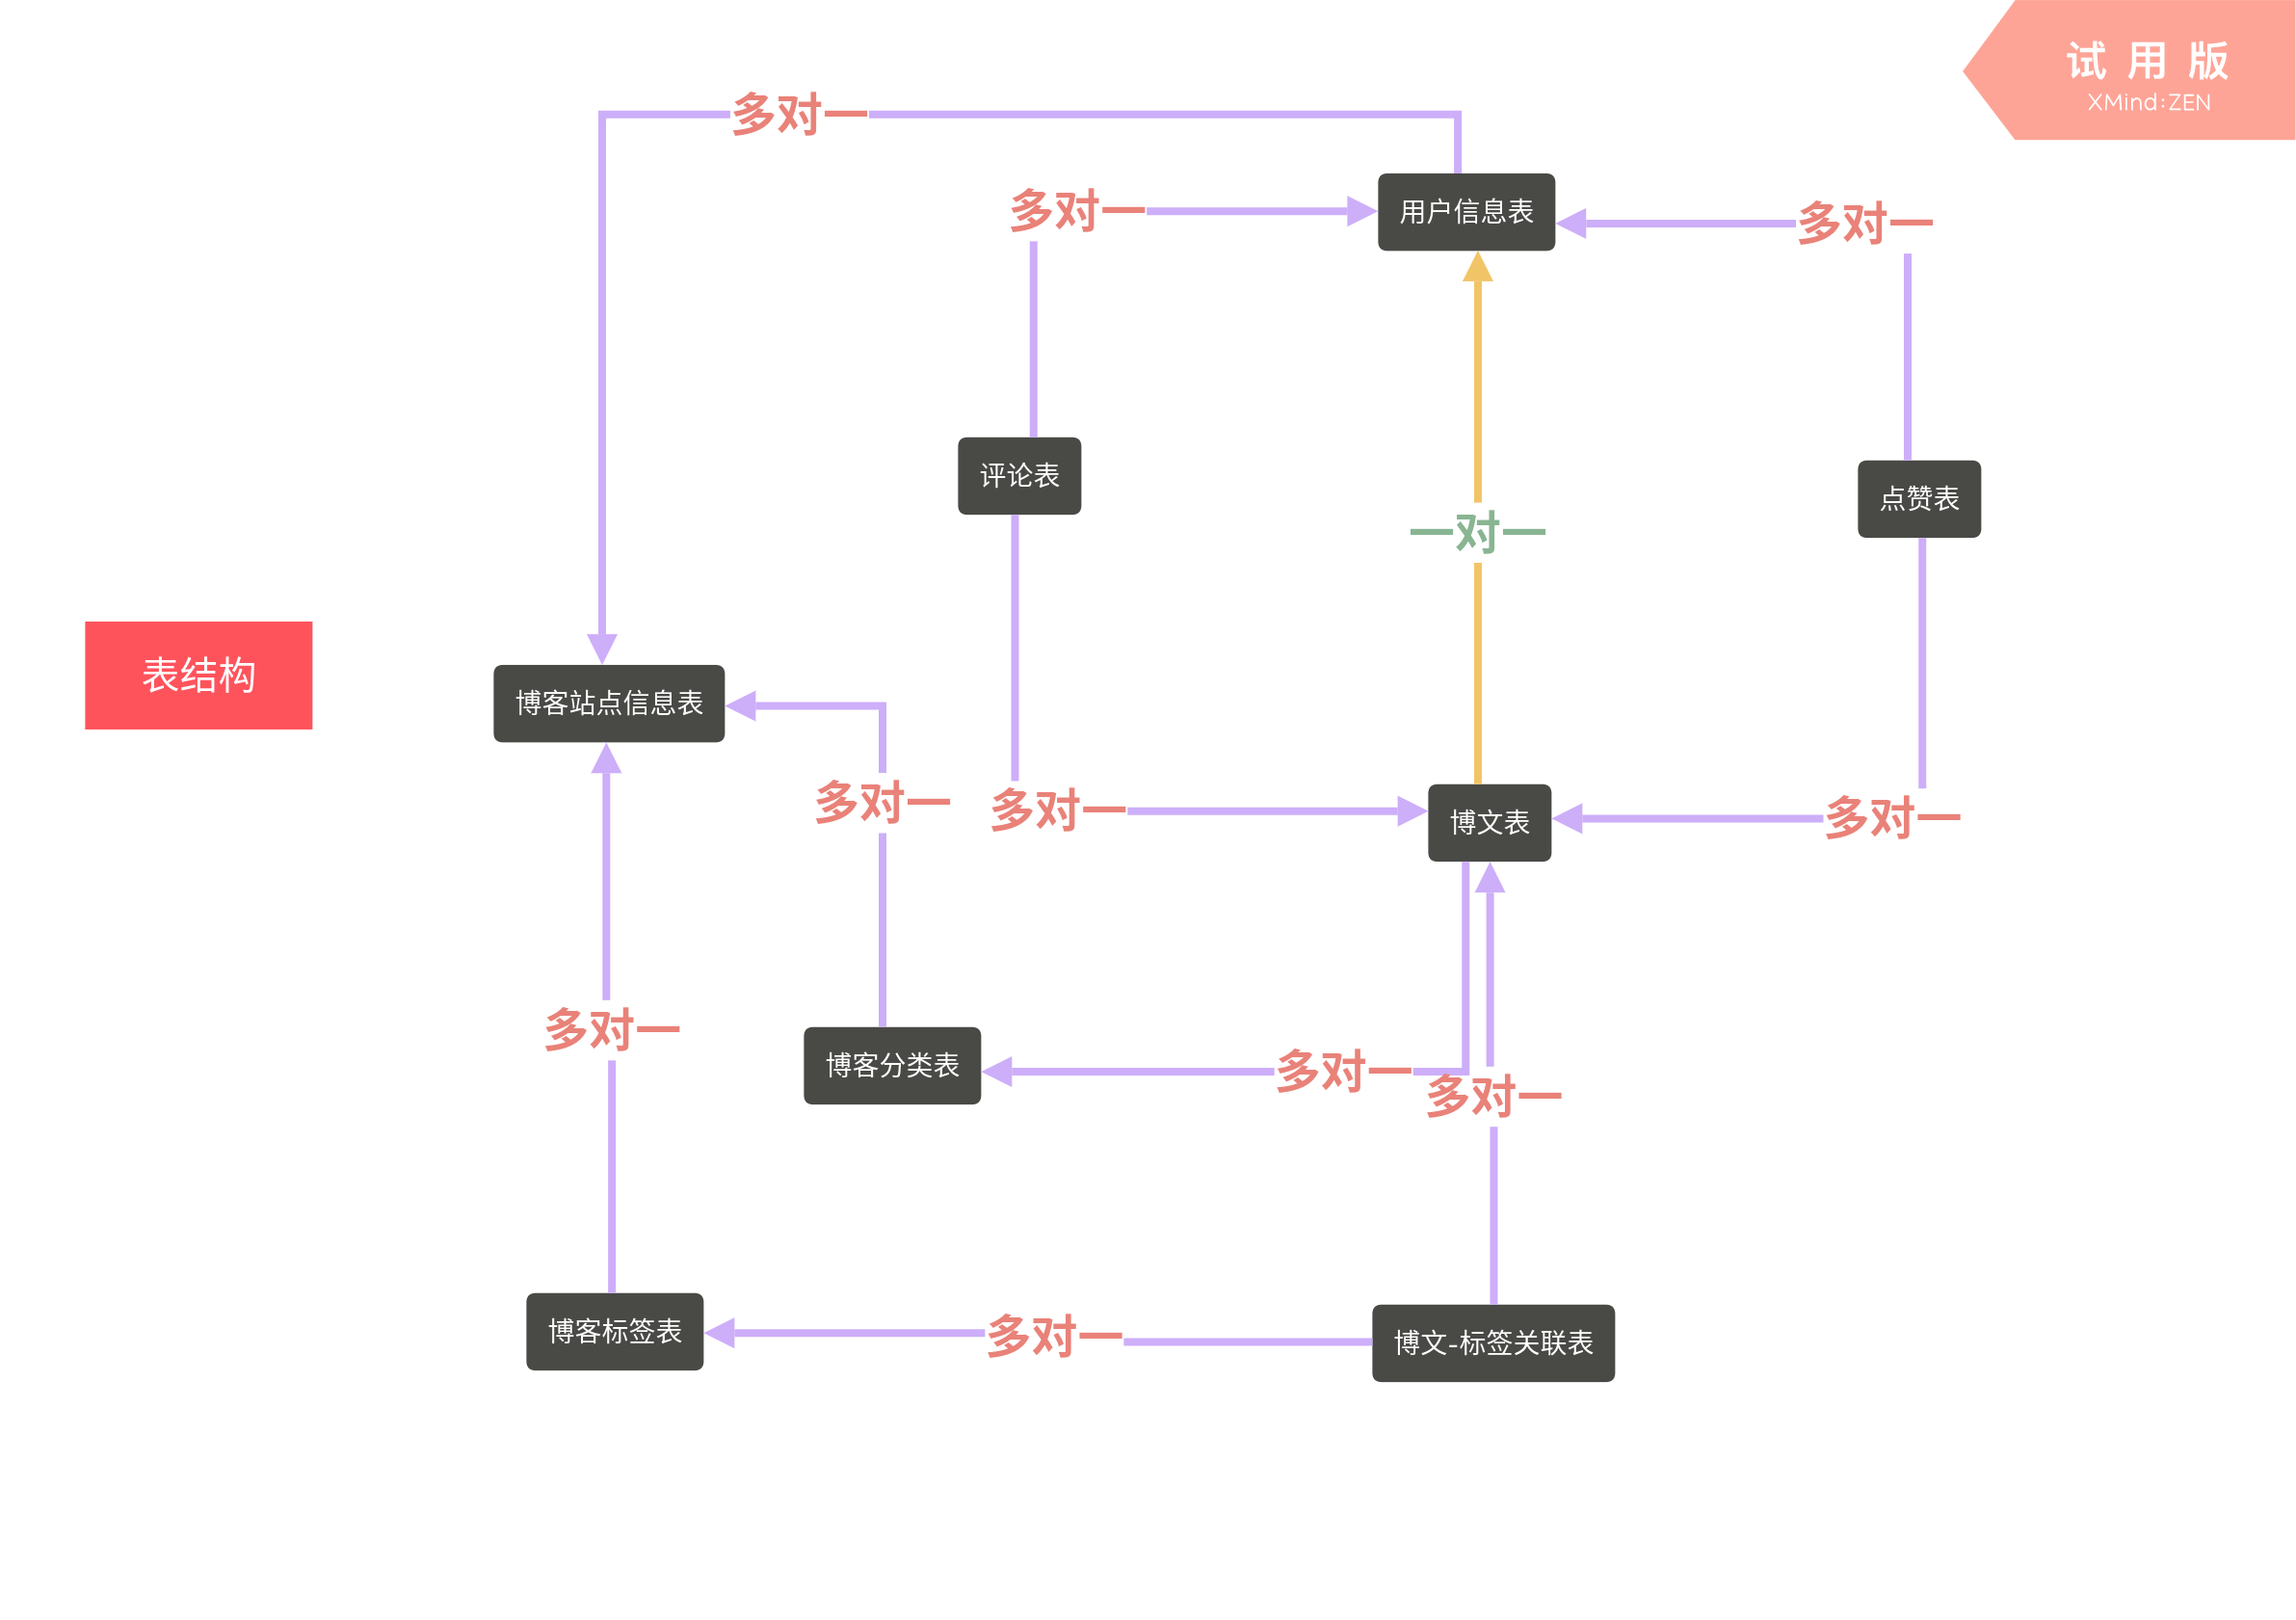 试用版
XMind:ZEN
多对一
多对一
用户信息表
多对一
评论表
点赞表
一对一
表结构
博客站点信息表
多对一
多对一
博文表
多对一
多对一
博客分类表
多对一
多对一
博客标签表
多对一
博文-标签关联表